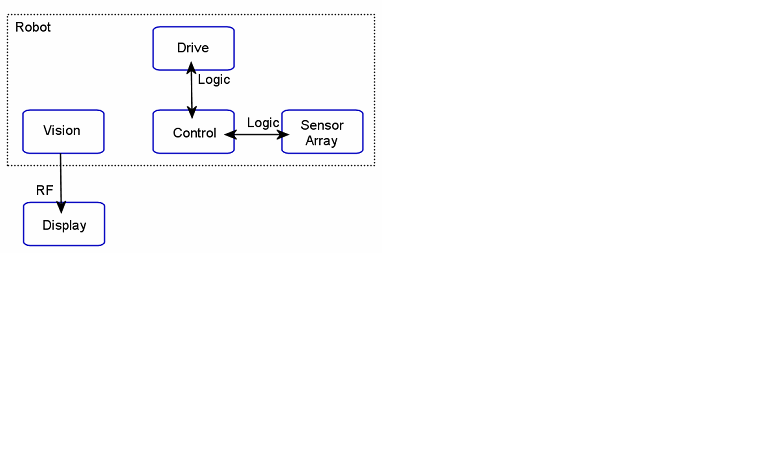 Robot
Drive
Logic
Vision
Control
Logic
Sensor
Array
RF
Display